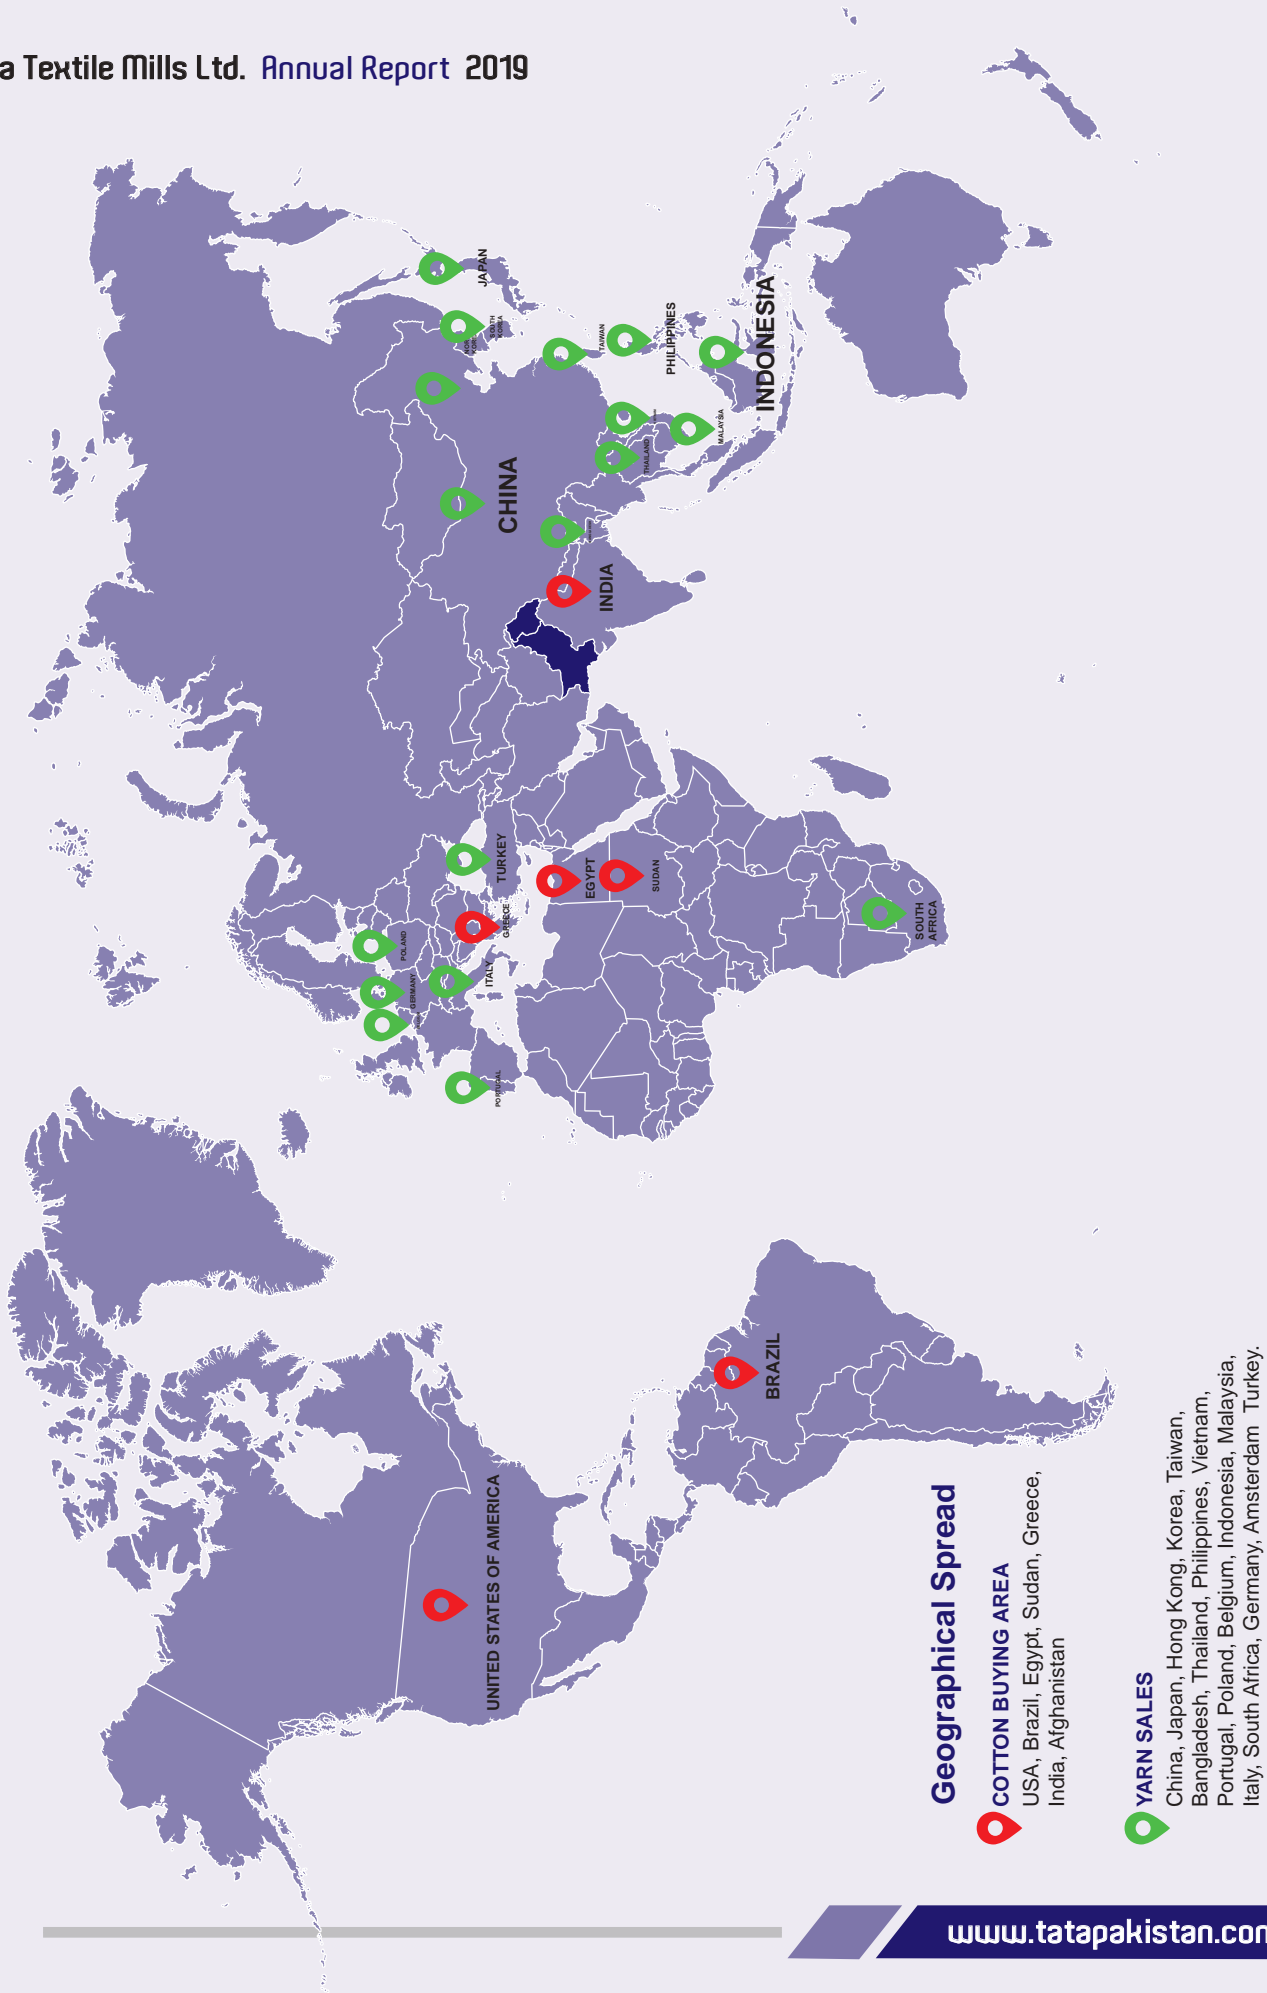 a Textile Mills Ltd. Annual Report 2019
JAPAN
SOUTH
KOREA
TAIWAN
PHILIPPINES
INDONESIA
MALAYSIA
THAILAND
CHINA
INDIA
TURKEY
EGYPT
SUDAN
GREECE
POLAND
GERMANY
ITALY
PORTUGAL
SOUTH
AFRICA
BRAZIL
UNITED STATES OF AMERICA
Geographical Spread
COTTON BUYING AREA
USA, Brazil, Egypt, Sudan, Greece,
India, Afghanistan
YARN SALES
China, Japan, Hong Kong, Korea, Taiwan,
Bangladesh, Thailand, Philippines, Vietnam,
Portugal, Poland, Belgium, Indonesia, Malaysia,
Italy, South Africa, Germany, Amsterdam Turkey.
www.tatapakistan.con